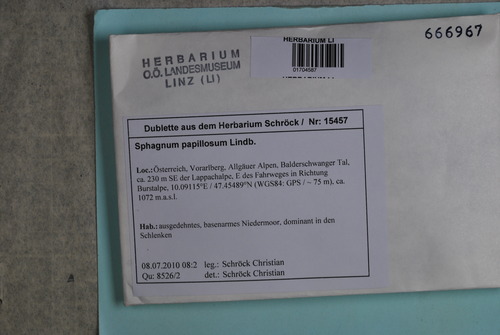 666967
HERBARIUM LI
HERBARIUM
O.Ö. LANDESMUSEUM
LINZ (LI)
01704587
HERBARIUM LI
Dublette aus dem Herbarium Schröck / Nr: 15457
Sphagnum papillosum Lindb.
Loc.:Österreich, Vorarlberg, Allgäuer Alpen, Balderschwanger Tal,
ca. 230 m SE der Lappachalpe, E des Fahrweges in Richtung
Burstalpe, 10.09115°E / 47.45489°N (WGS84: GPS / ~ 75 m), ca.
1072 m.a.s.l.
Hab.: ausgedehntes, basenarmes Niedermoor, dominant in den
Schlenken
08.07.2010 08:2 leg.: Schröck Christian
Qu: 8526/2 det.: Schröck Christian